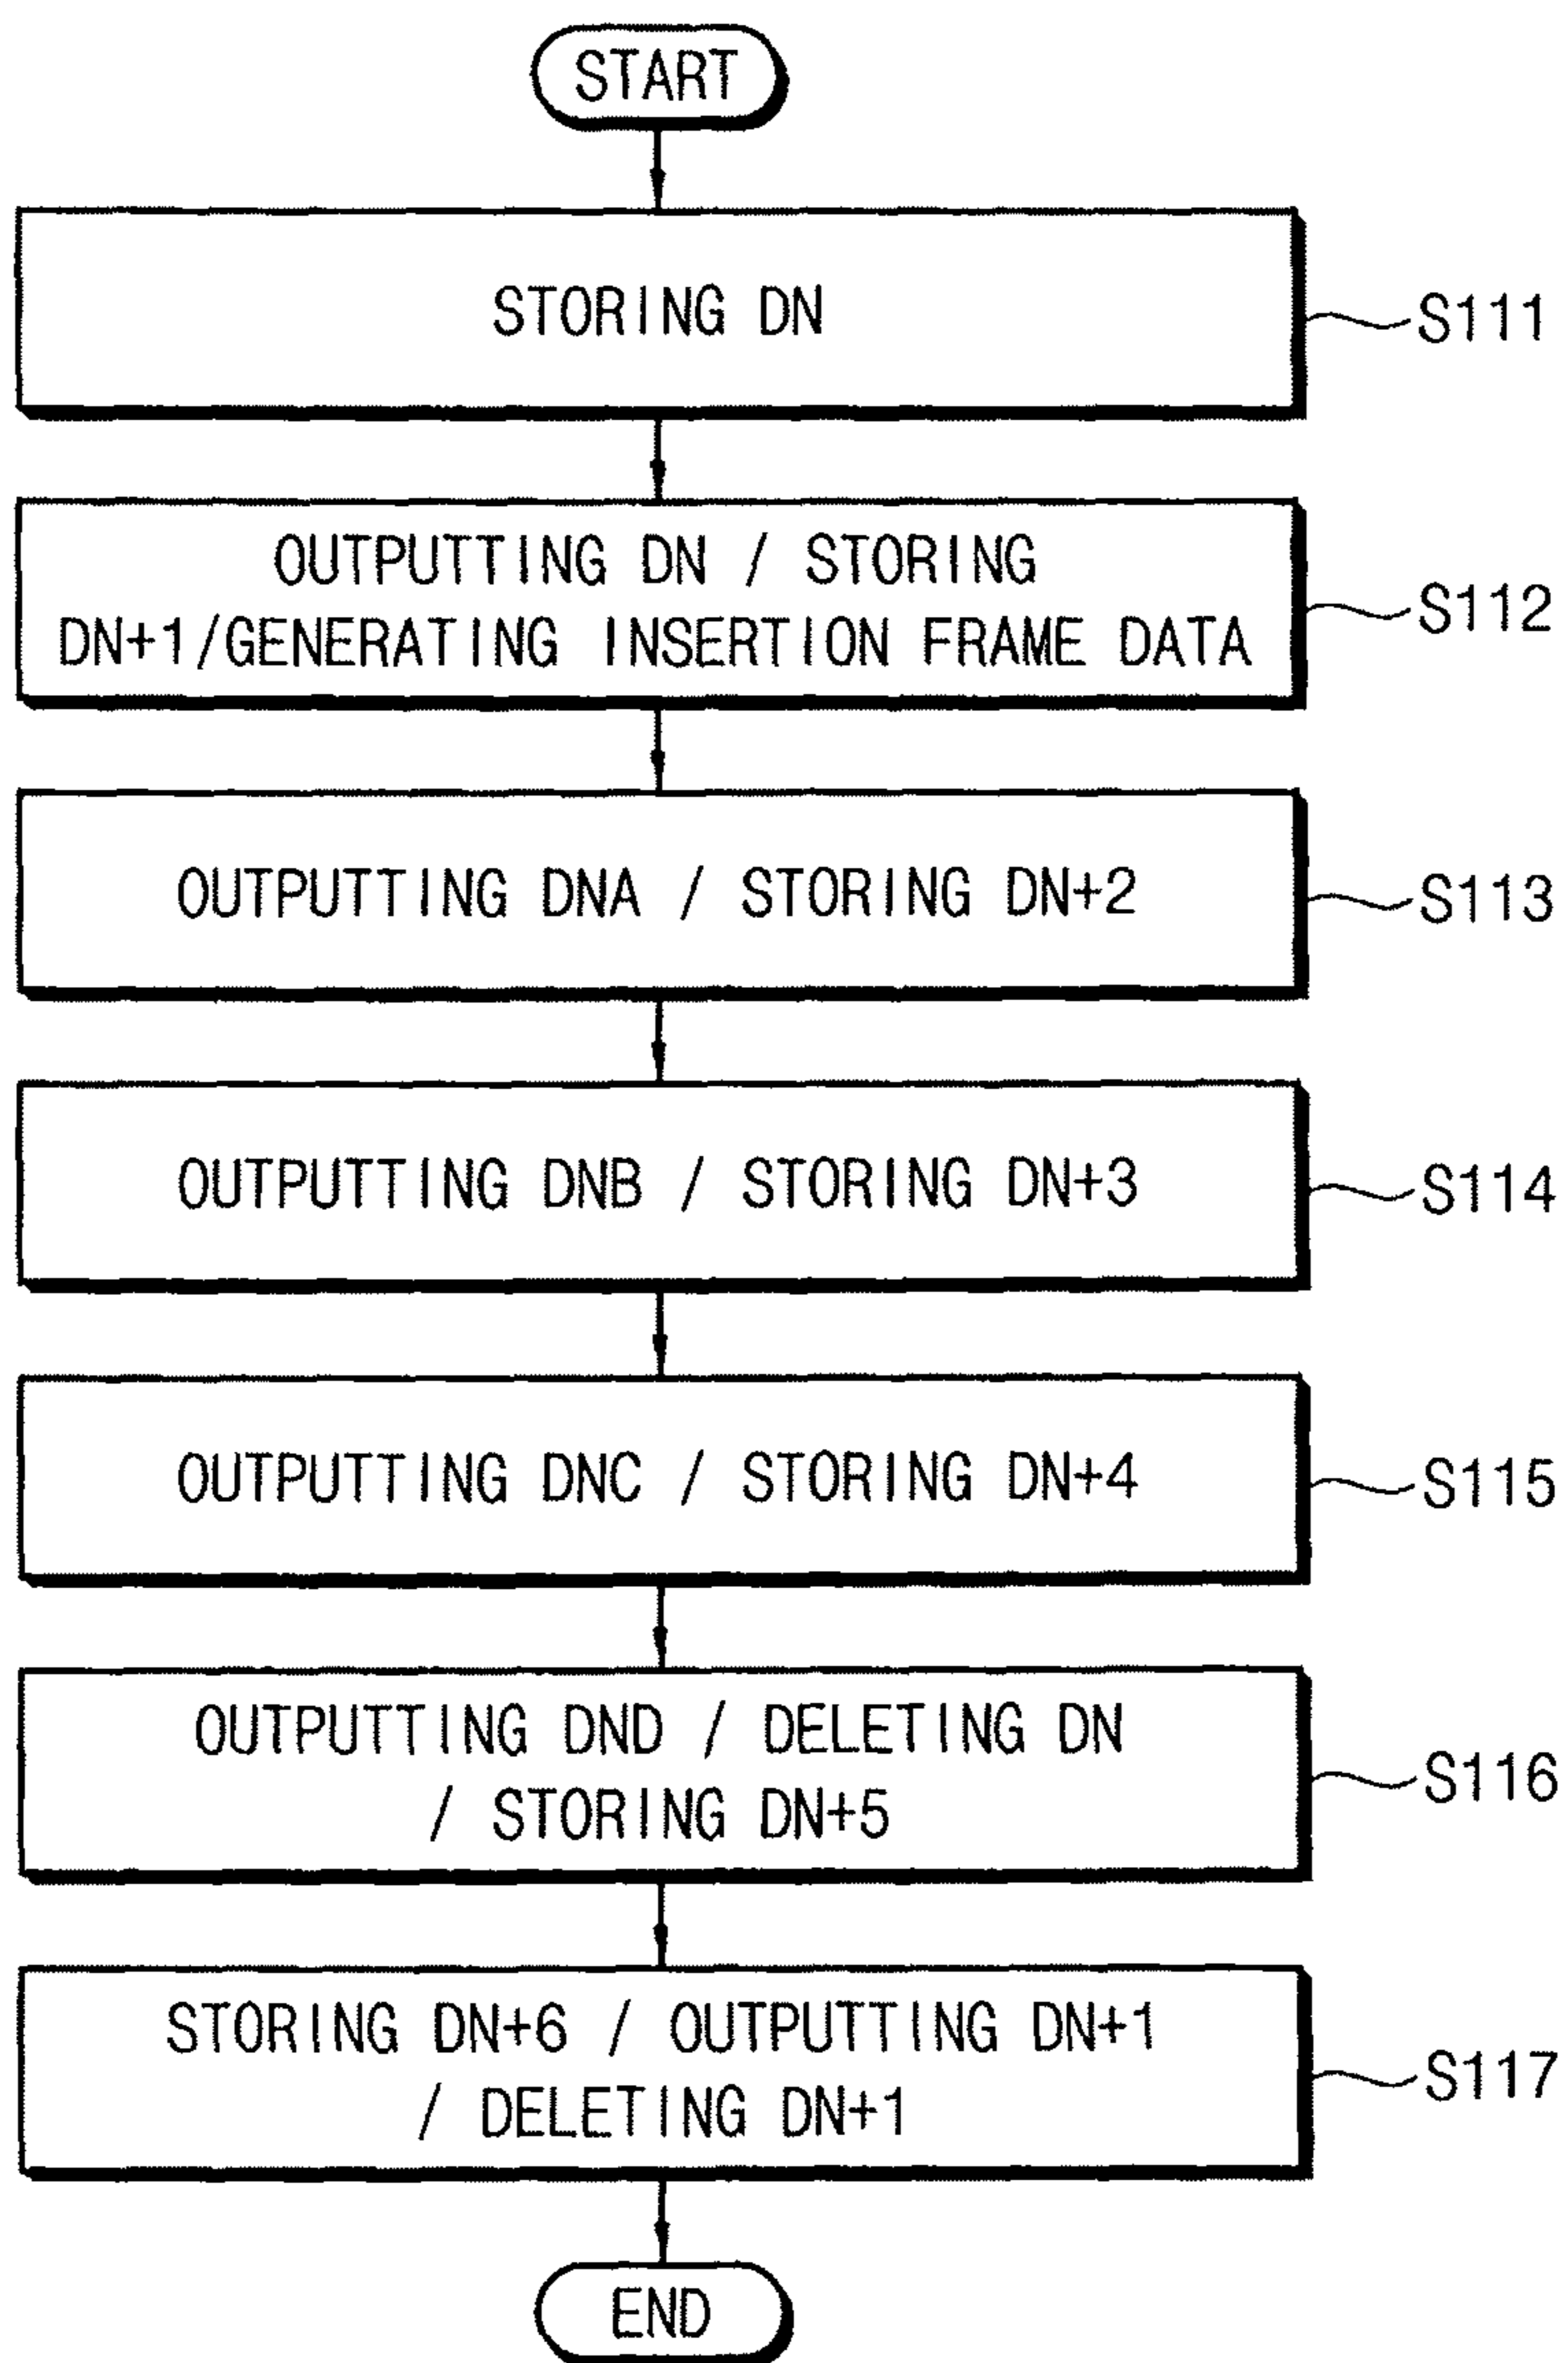 START
STORING DN
S111
OUTPUTTING DN / STORING
DN+1/GENERATING INSERTION FRAME DATA
S112
OUTPUTTING DNA / STORING DN+2
S113
OUTPUTTING DNB / STORING DN+3
S114
OUTPUTTING DNC / STORING DN+4
S115
OUTPUTTING DND / DELETING DN
/ STORING DN+5
S116
STORING DN+6 / OUTPUTTING DN+1
/ DELETING DN+1
S117
END